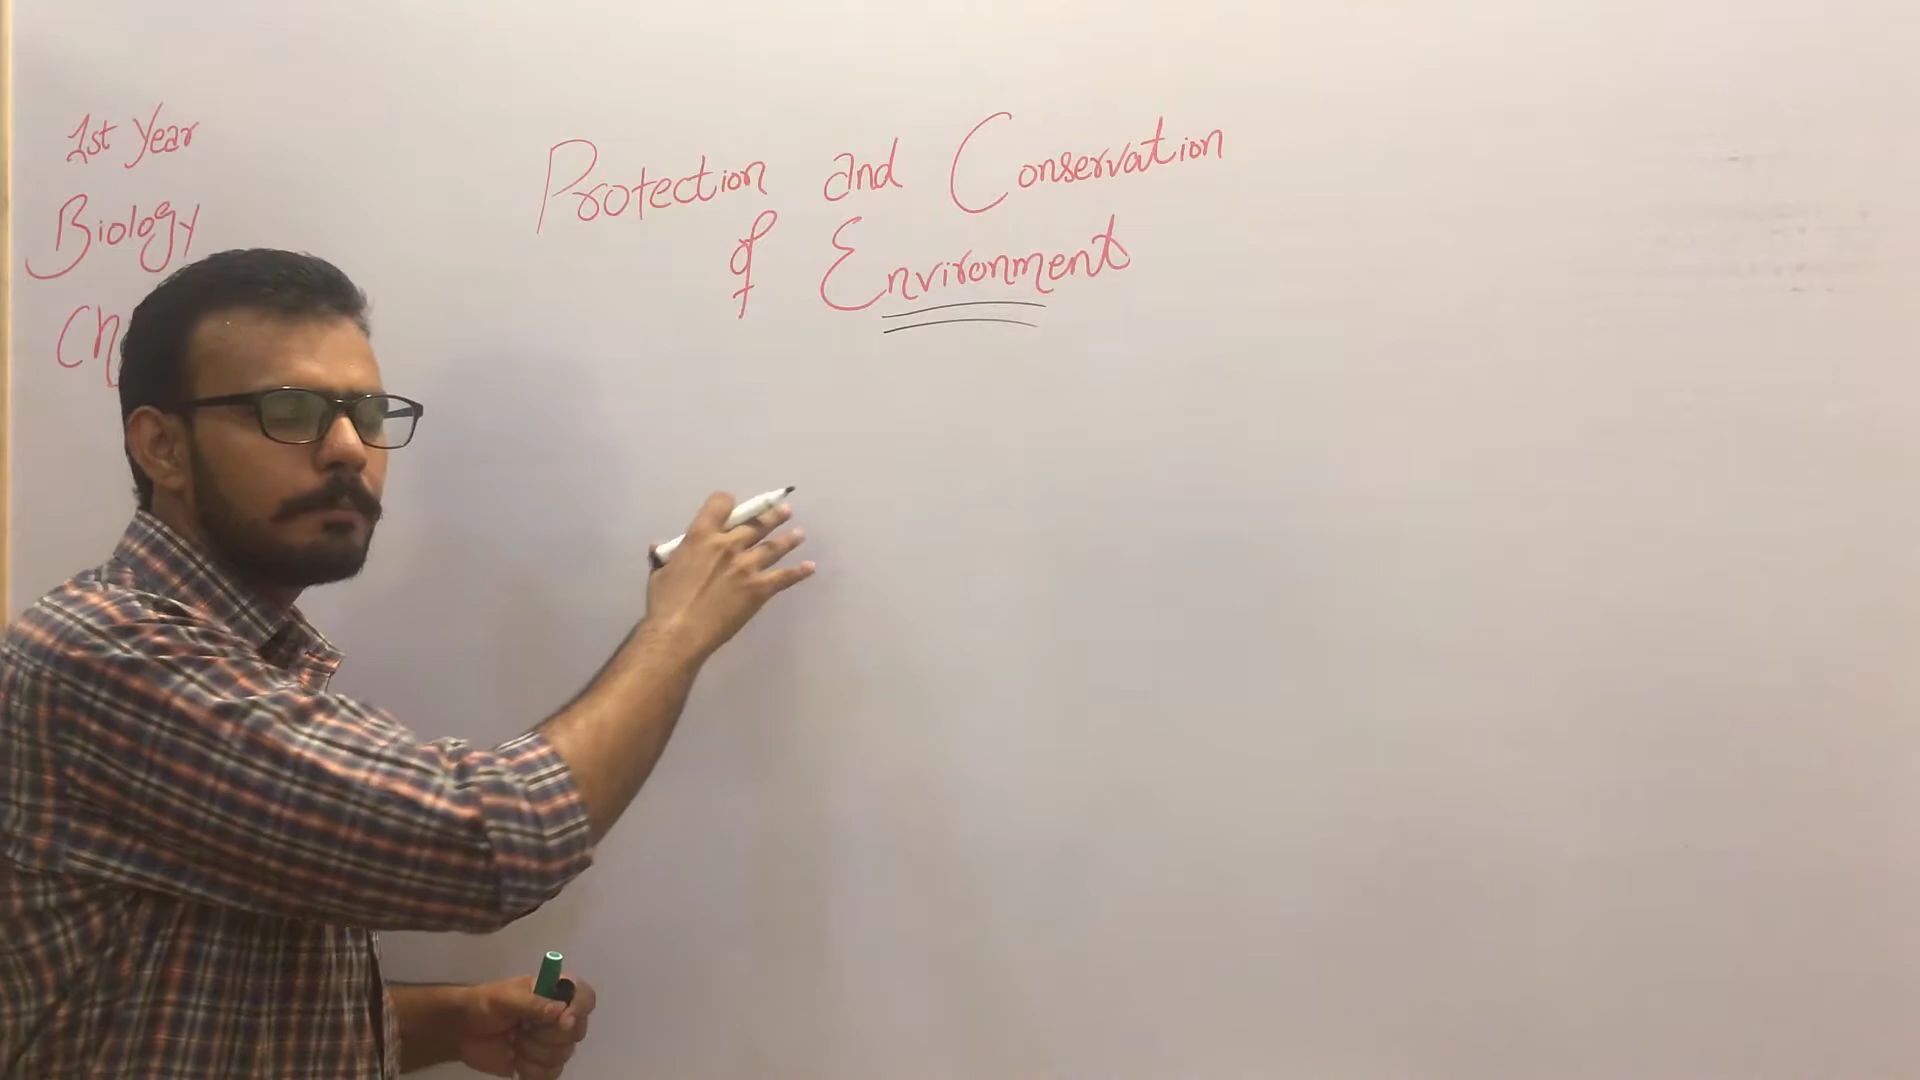 1st Year
Biology
Protection and Conservation
of Environment